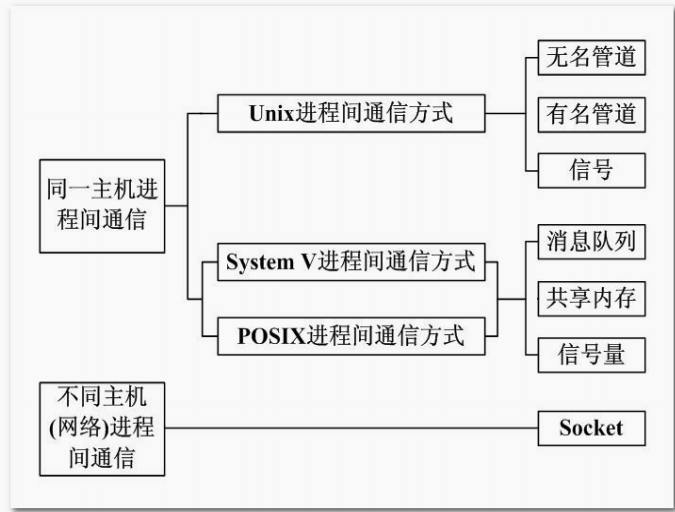 无名管道
Unix进程间通信方式
有名管道
信号
同一主机进
程间通信
System V进程间通信方式
POSIX进程间通信方式
消息队列
共享内存
信号量
不同主机
(网络)进程
间通信
Socket